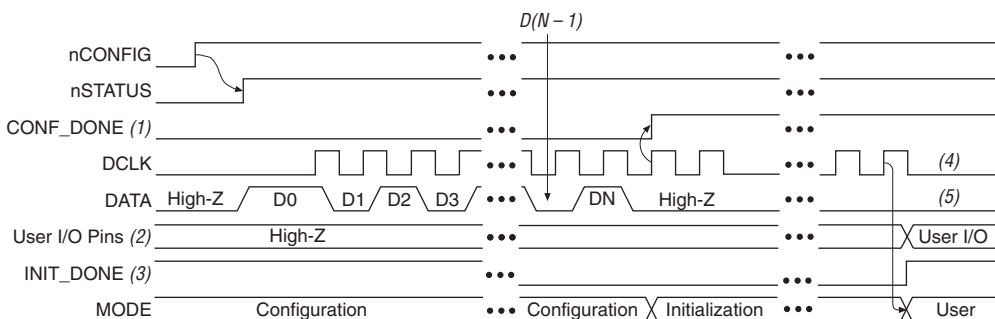 D(N – 1)
nCONFIG
nSTATUS
CONF_DONE (1)
DCLK (4)
DATA High-Z D0 D1 D2 D3 DN High-Z (5)
User I/O Pins (2) High-Z User I/O
INIT_DONE (3)
MODE Configuration Configuration Initialization User